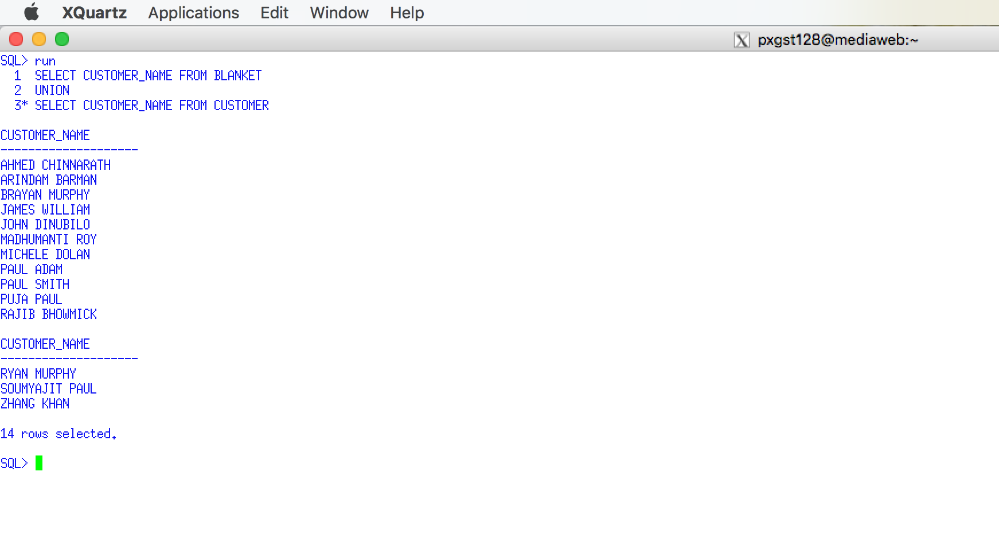 XQuartz Applications Edit Window Help
X pxgst128@mediaweb:~
SQL> run
  1  SELECT CUSTOMER_NAME FROM BLANKET
  2  UNION
  3* SELECT CUSTOMER_NAME FROM CUSTOMER
CUSTOMER_NAME
--------------------
AHMED CHINNARATH
ARINDAM BARMAN
BRAYAN MURPHY
JAMES WILLIAM
JOHN DINUBILO
MADHUMANTI ROY
MICHELE DOLAN
PAUL ADAM
PAUL SMITH
PUJA PAUL
RAJIB BHOWMICK
CUSTOMER_NAME
--------------------
RYAN MURPHY
SOUMYAJIT PAUL
ZHANG KHAN
14 rows selected.
SQL>